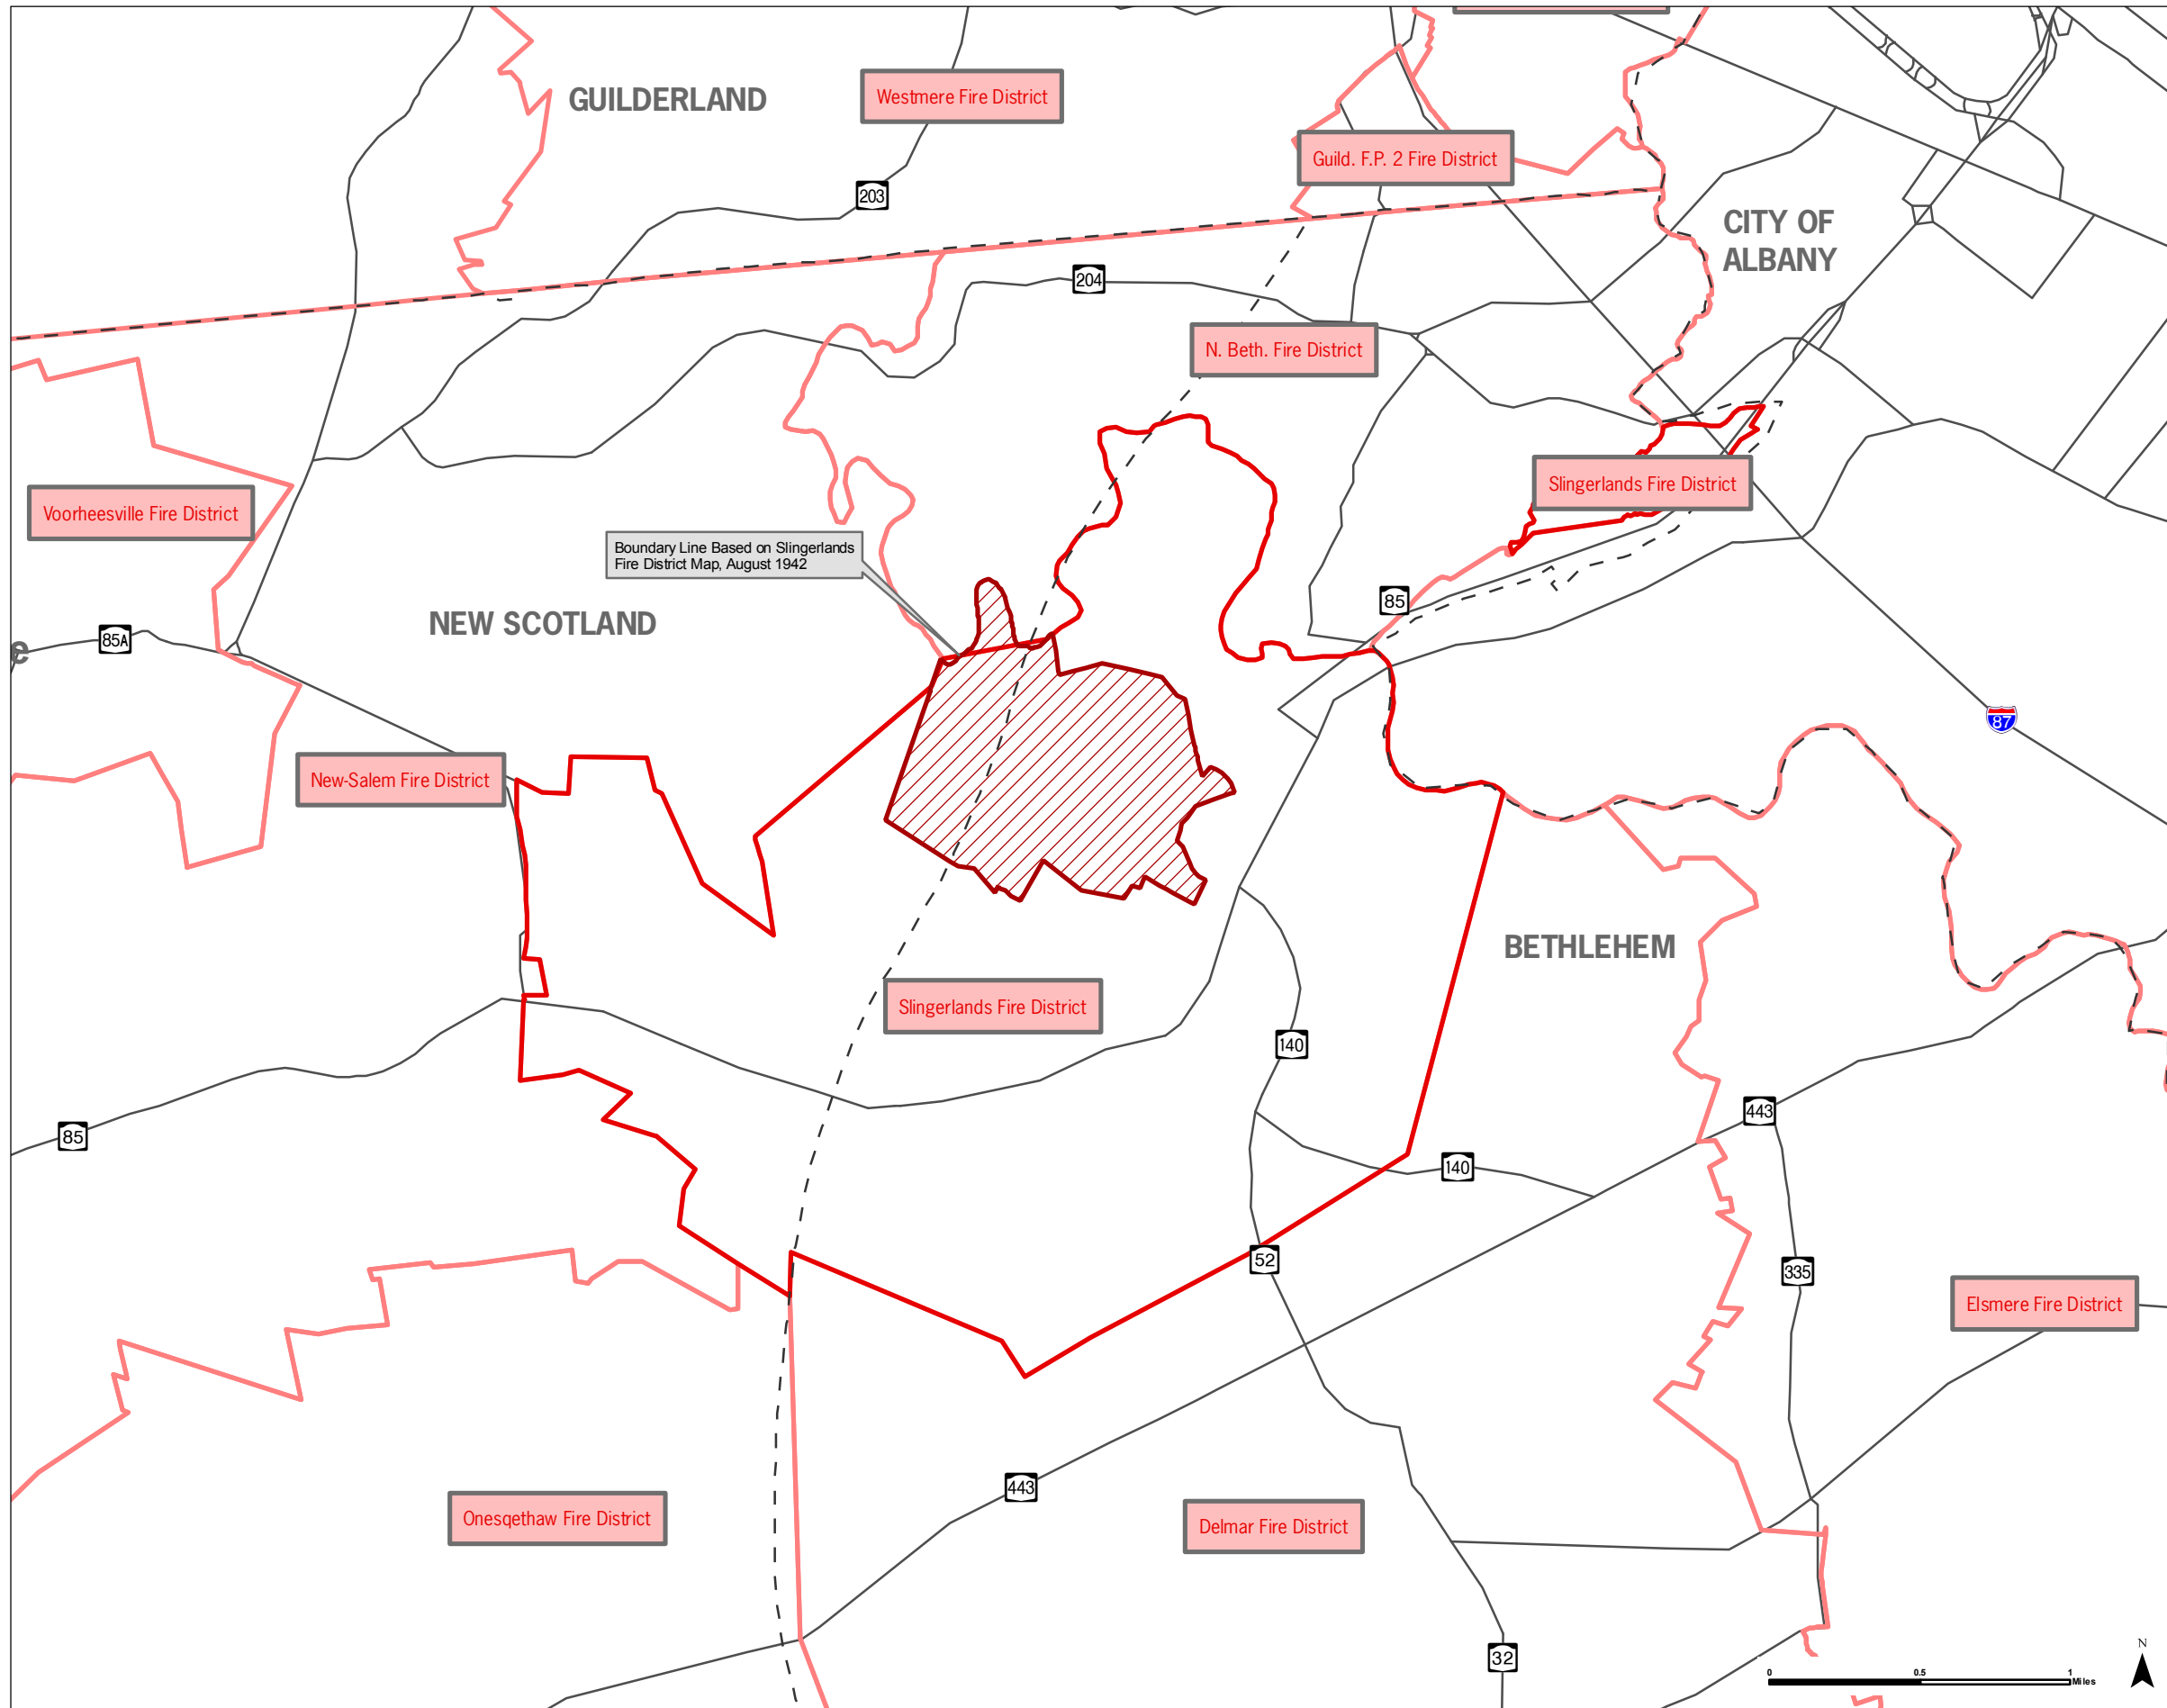 GUILDERLAND
Westmere Fire District
Guild. F.P. 2 Fire District
203
CITY OF
ALBANY
204
N. Beth. Fire District
Voorheesville Fire District
Slingerlands Fire District
Boundary Line Based on Slingerlands
Fire District Map, August 1942
85
NEW SCOTLAND
85A
e
87
New-Salem Fire District
BETHLEHEM
Slingerlands Fire District
140
443
85
140
52
335
Elsmere Fire District
443
Onesqethaw Fire District
Delmar Fire District
32
N
0 0.5 1
Miles